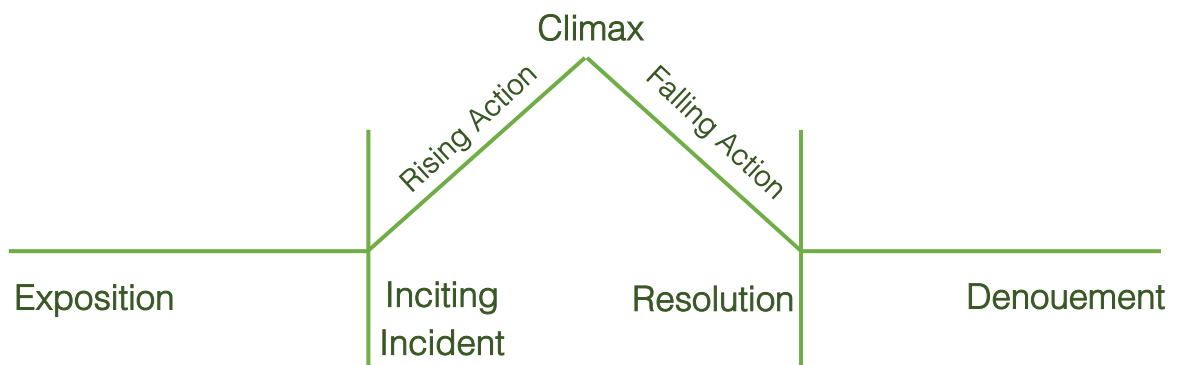 Climax
Rising Action
Falling Action
Exposition
Inciting
Incident
Resolution
Denouement